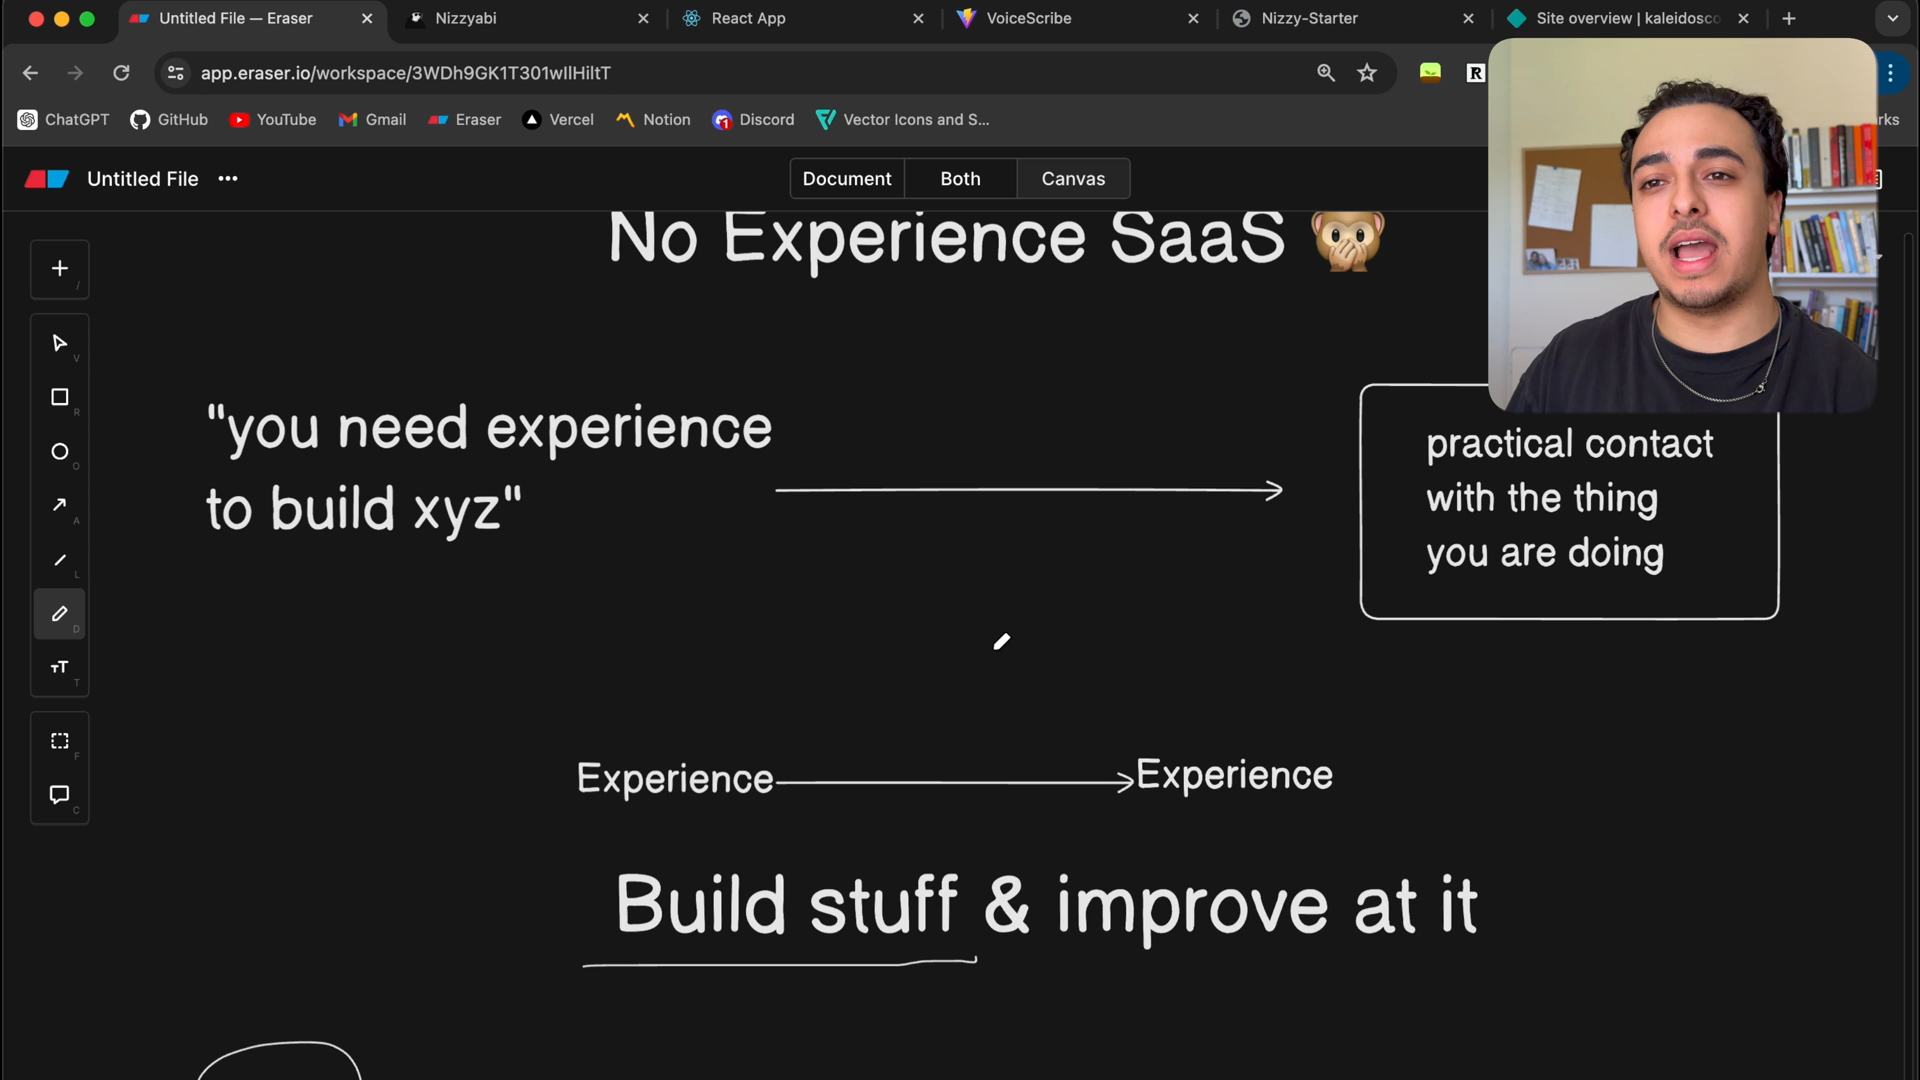 Untitled File — Eraser
Nizzyabi
React App
VoiceScribe
Nizzy-Starter
Site overview | kaleidosco
app.eraser.io/workspace/3WDh9GK1T301wIlHiltT
ChatGPT
GitHub
YouTube
Gmail
Eraser
Vercel
Notion
Discord
Vector Icons and S...
rks
Untitled File
Document
Both
Canvas
No Experience SaaS 🙊
"you need experience
to build xyz"
practical contact
with the thing
you are doing
Experience
Experience
Build stuff & improve at it
/
V
R
O
A
L
D
T
F
C